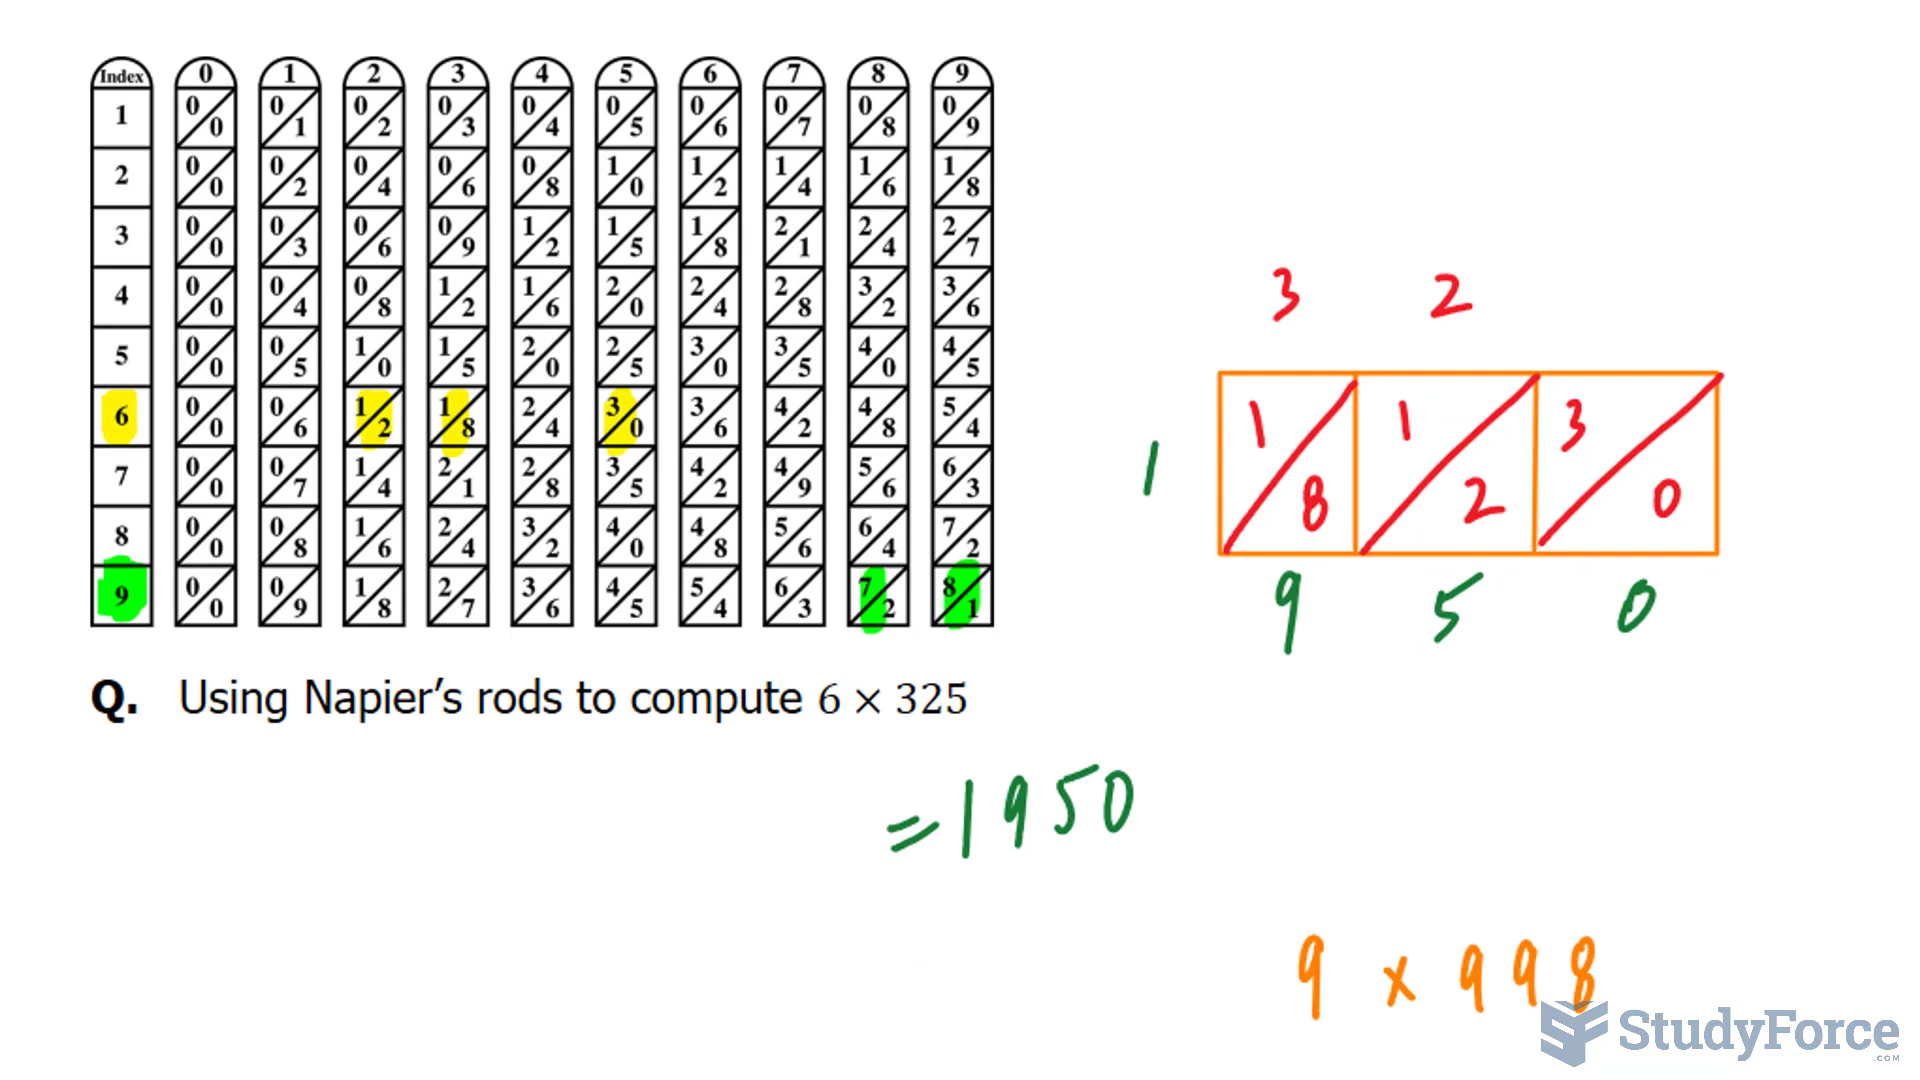 Index 0 1 2 3 4 5 6 7 8 9
1 0/0 0/1 0/2 0/3 0/4 0/5 0/6 0/7 0/8 0/9
2 0/0 0/2 0/4 0/6 0/8 1/0 1/2 1/4 1/6 1/8
3 0/0 0/3 0/6 0/9 1/2 1/5 1/8 2/1 2/4 2/7
4 0/0 0/4 0/8 1/2 1/6 2/0 2/4 2/8 3/2 3/6
5 0/0 0/5 1/0 1/5 2/0 2/5 3/0 3/5 4/0 4/5
6 0/0 0/6 1/2 1/8 2/4 3/0 3/6 4/2 4/8 5/4
7 0/0 0/7 1/4 2/1 2/8 3/5 4/2 4/9 5/6 6/3
8 0/0 0/8 1/6 2/4 3/2 4/0 4/8 5/6 6/4 7/2
9 0/0 0/9 1/8 2/7 3/6 4/5 5/4 6/3 7/2 8/1
3 2
1 1/8 1/2 3/0
9 5 0
Q. Using Napier’s rods to compute 6 × 325
= 1950
9 × 998
StudyForce
.COM